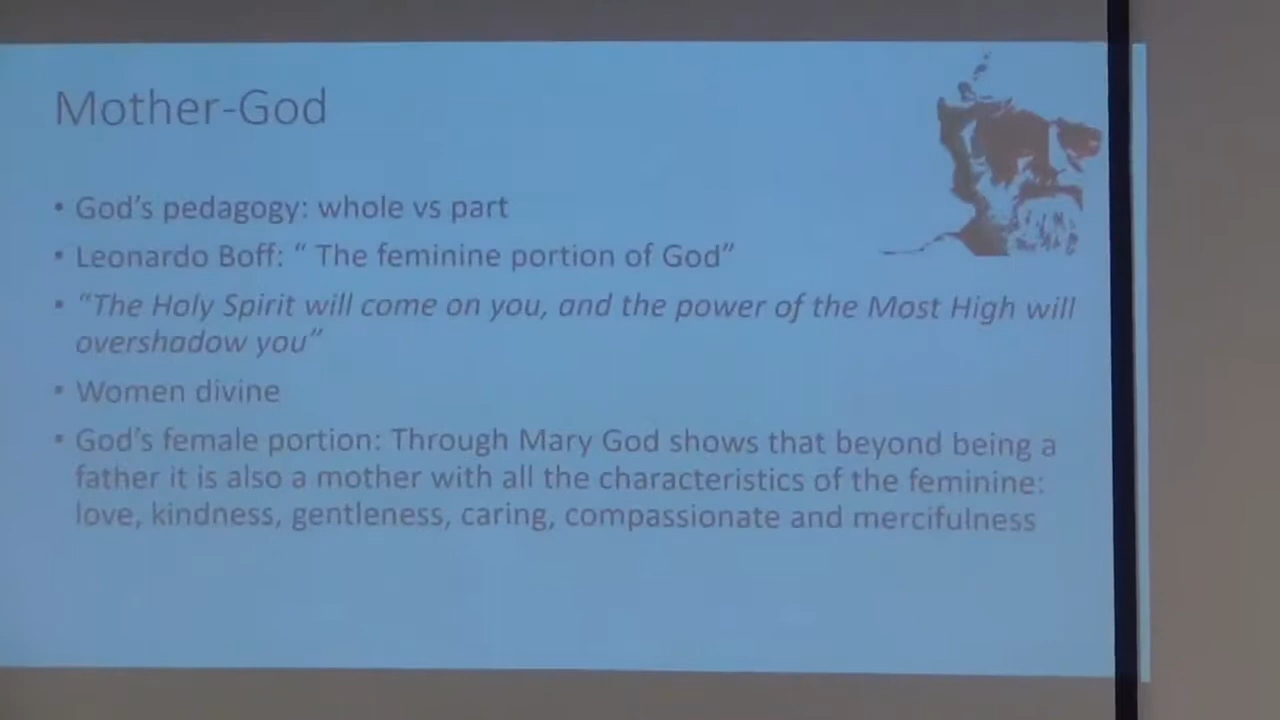 Mother-God
• God's pedagogy: whole vs part
• Leonardo Boff: “ The feminine portion of God”
• “The Holy Spirit will come on you, and the power of the Most High will
overshadow you”
• Women divine
• God's female portion: Through Mary God shows that beyond being a
father it is also a mother with all the characteristics of the feminine:
love, kindness, gentleness, caring, compassionate and mercifulness